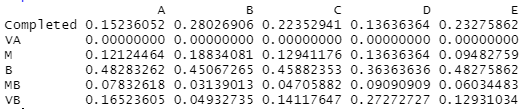 A B C D E
Completed 0.15236052 0.28026906 0.22352941 0.13636364 0.23275862
VA 0.00000000 0.00000000 0.00000000 0.00000000 0.00000000
M 0.12124464 0.18834081 0.12941176 0.13636364 0.09482759
B 0.48283262 0.45067265 0.45882353 0.36363636 0.48275862
MB 0.07832618 0.03139013 0.04705882 0.09090909 0.06034483
VB 0.16523605 0.04932735 0.14117647 0.27272727 0.12931034